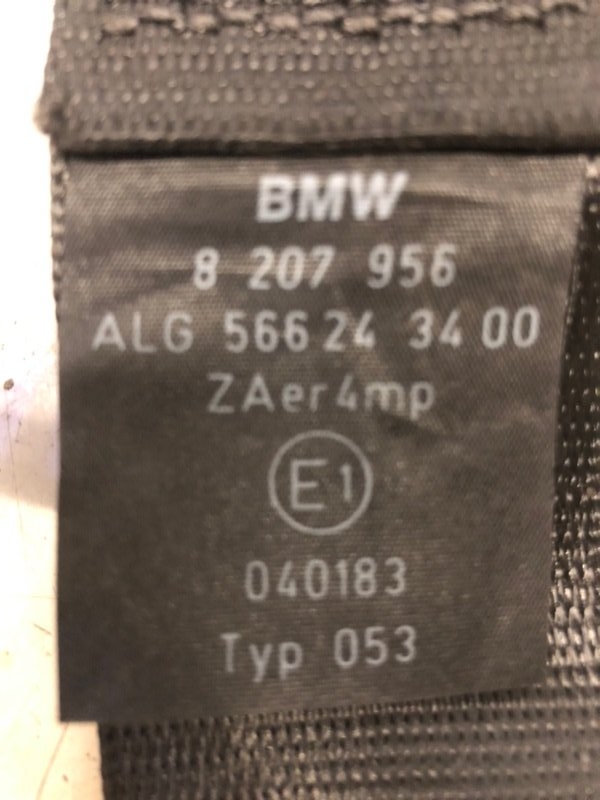 BMW
8 207 956
ALG 566 24 34 00
ZAer4mp
E1
040183
Typ 053